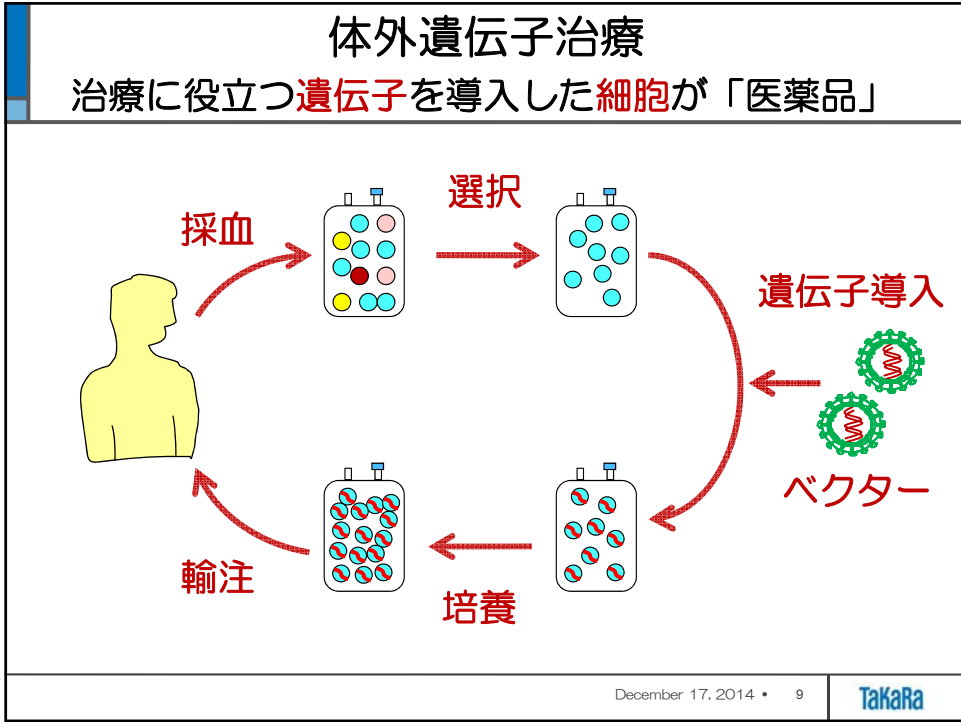 体外遺伝子治療
治療に役立つ遺伝子を導入した細胞が「医薬品」
採血
選択
遺伝子導入
ベクター
培養
輸注
December 17, 2014 • 9
TaKaRa